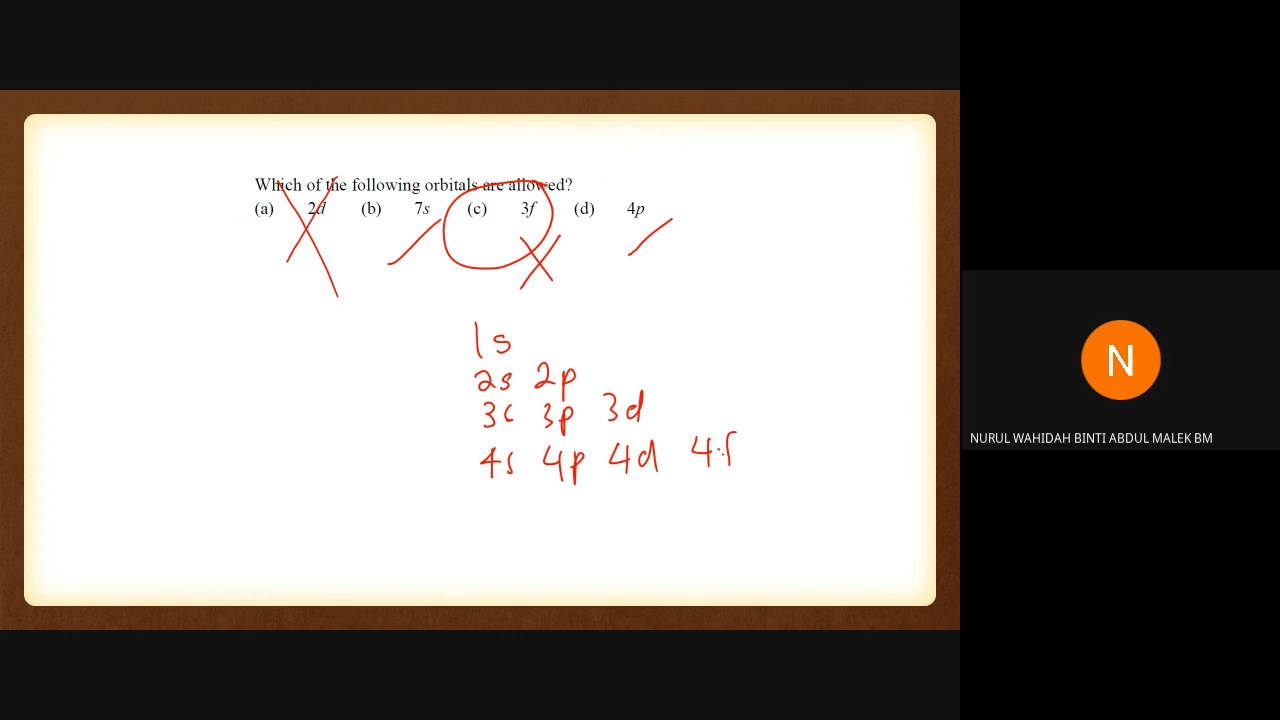 Which of the following orbitals are allowed?
(a) 2d (b) 7s (c) 3f (d) 4p
1s
2s 2p
3s 3p 3d
4s 4p 4d 4f
N
NURUL WAHIDAH BINTI ABDUL MALEK BM